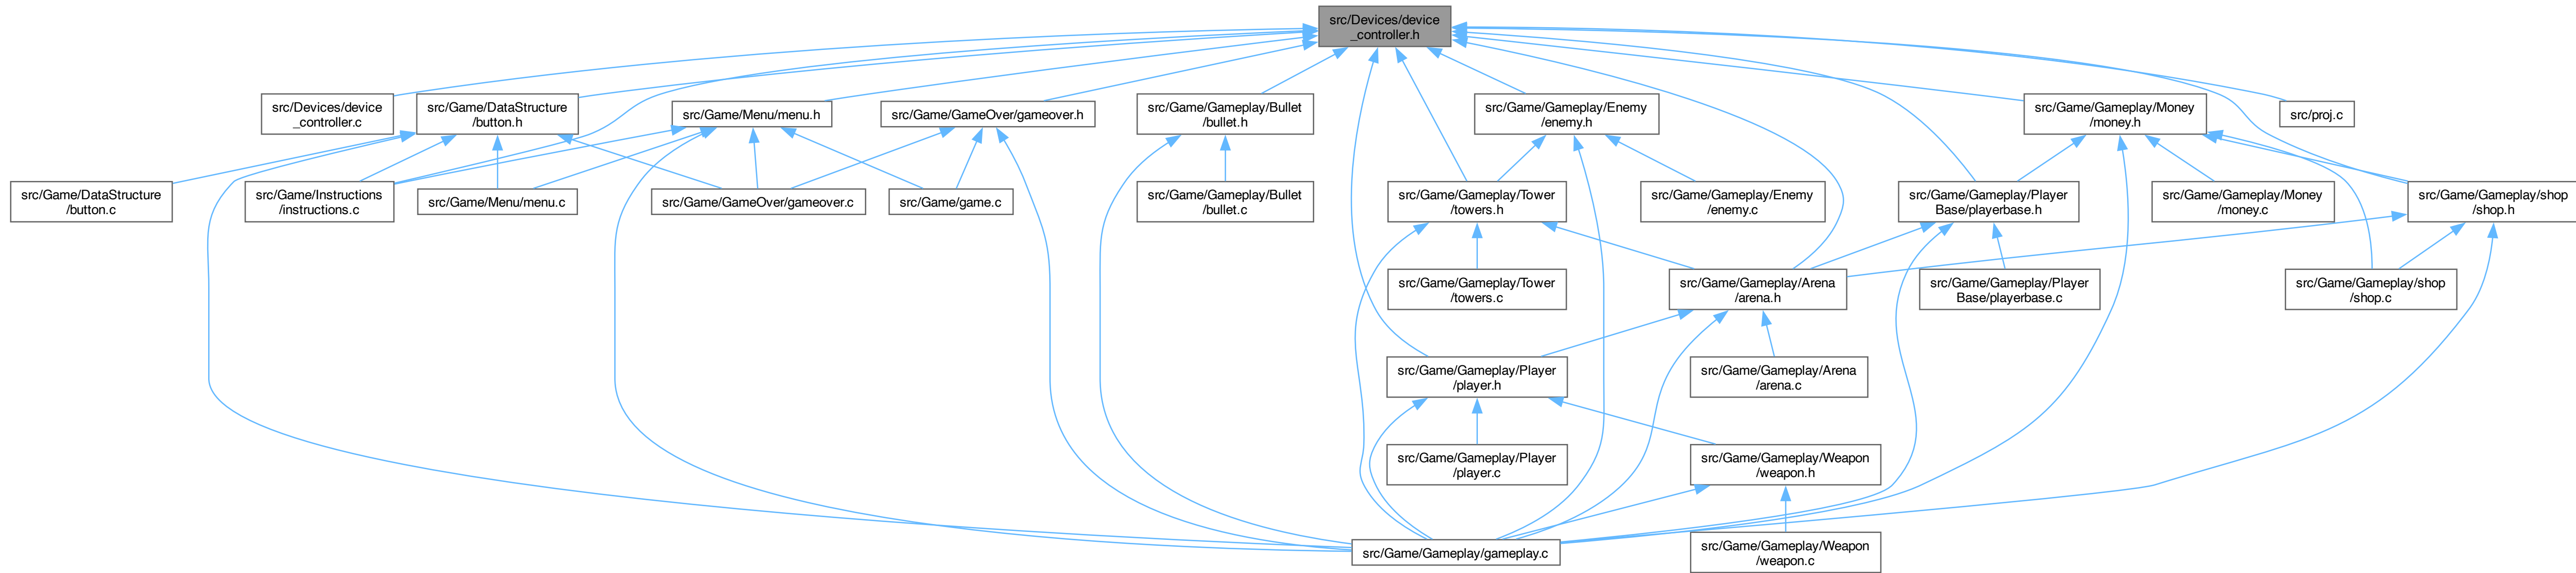 src/Devices/device
_controller.h
src/Devices/device
_controller.c
src/Game/DataStructure
/button.h
src/Game/Menu/menu.h
src/Game/GameOver/gameover.h
src/Game/Gameplay/Bullet
/bullet.h
src/Game/Gameplay/Enemy
/enemy.h
src/Game/Gameplay/Money
/money.h
src/proj.c
src/Game/DataStructure
/button.c
src/Game/Instructions
/instructions.c
src/Game/Menu/menu.c
src/Game/GameOver/gameover.c
src/Game/game.c
src/Game/Gameplay/Bullet
/bullet.c
src/Game/Gameplay/Tower
/towers.h
src/Game/Gameplay/Enemy
/enemy.c
src/Game/Gameplay/Player
Base/playerbase.h
src/Game/Gameplay/Money
/money.c
src/Game/Gameplay/shop
/shop.h
src/Game/Gameplay/Tower
/towers.c
src/Game/Gameplay/Arena
/arena.h
src/Game/Gameplay/Player
Base/playerbase.c
src/Game/Gameplay/shop
/shop.c
src/Game/Gameplay/Player
/player.h
src/Game/Gameplay/Arena
/arena.c
src/Game/Gameplay/Player
/player.c
src/Game/Gameplay/Weapon
/weapon.h
src/Game/Gameplay/gameplay.c
src/Game/Gameplay/Weapon
/weapon.c